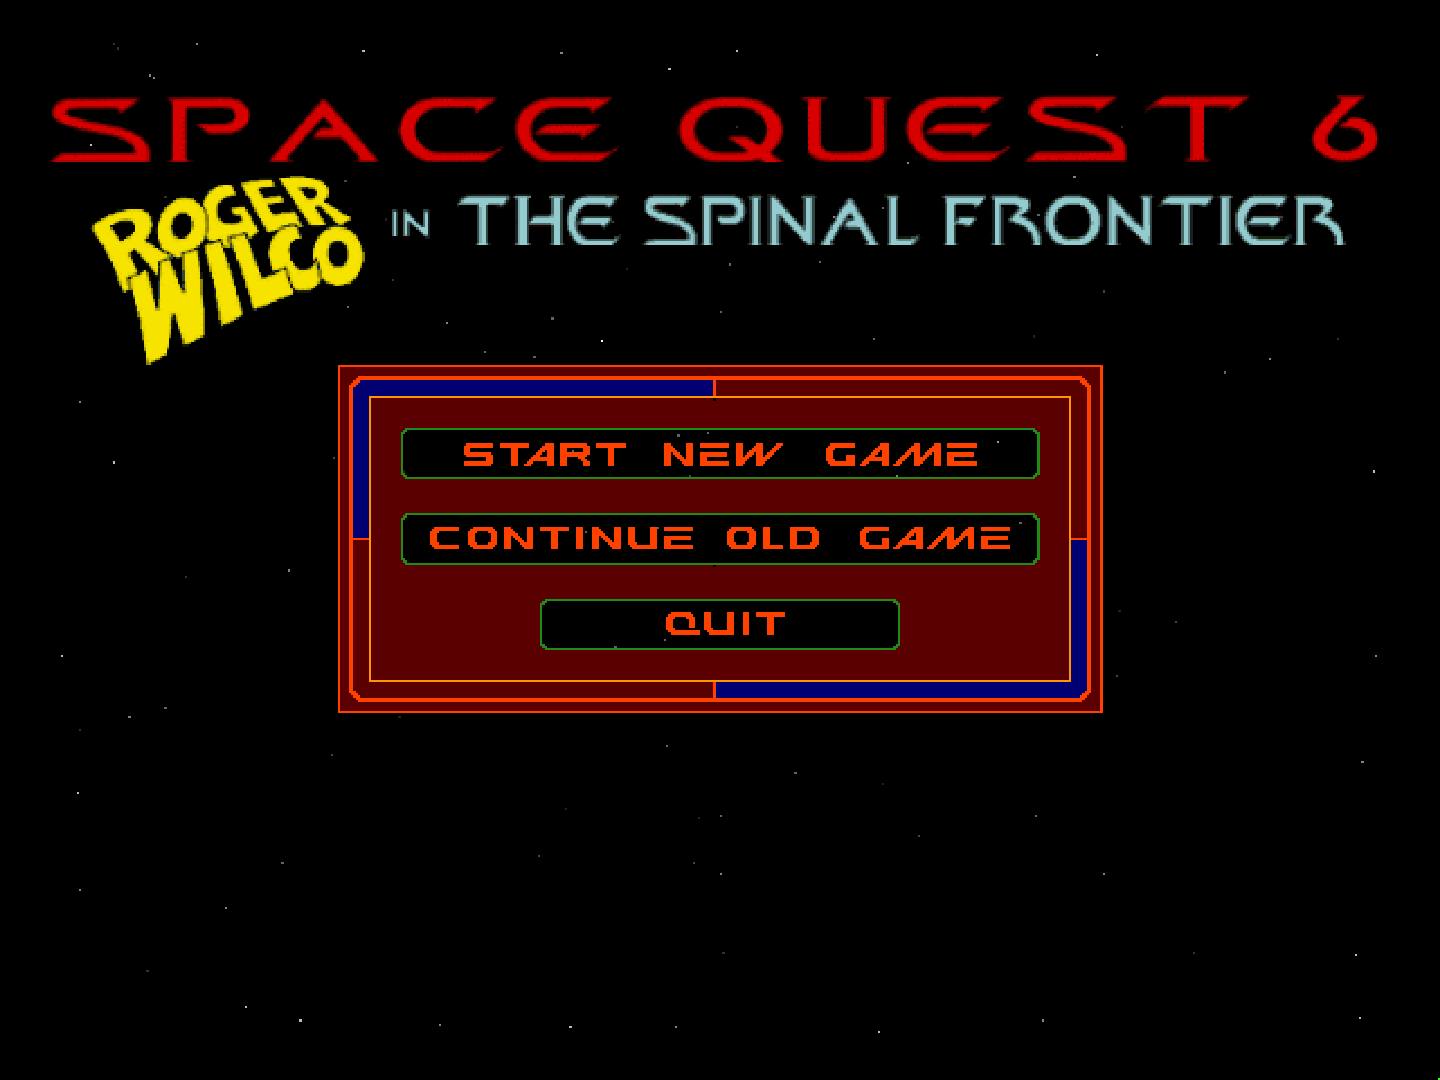 SPACE QUEST 6
ROGER WILCO
IN THE SPINAL FRONTIER
START NEW GAME
CONTINUE OLD GAME
QUIT